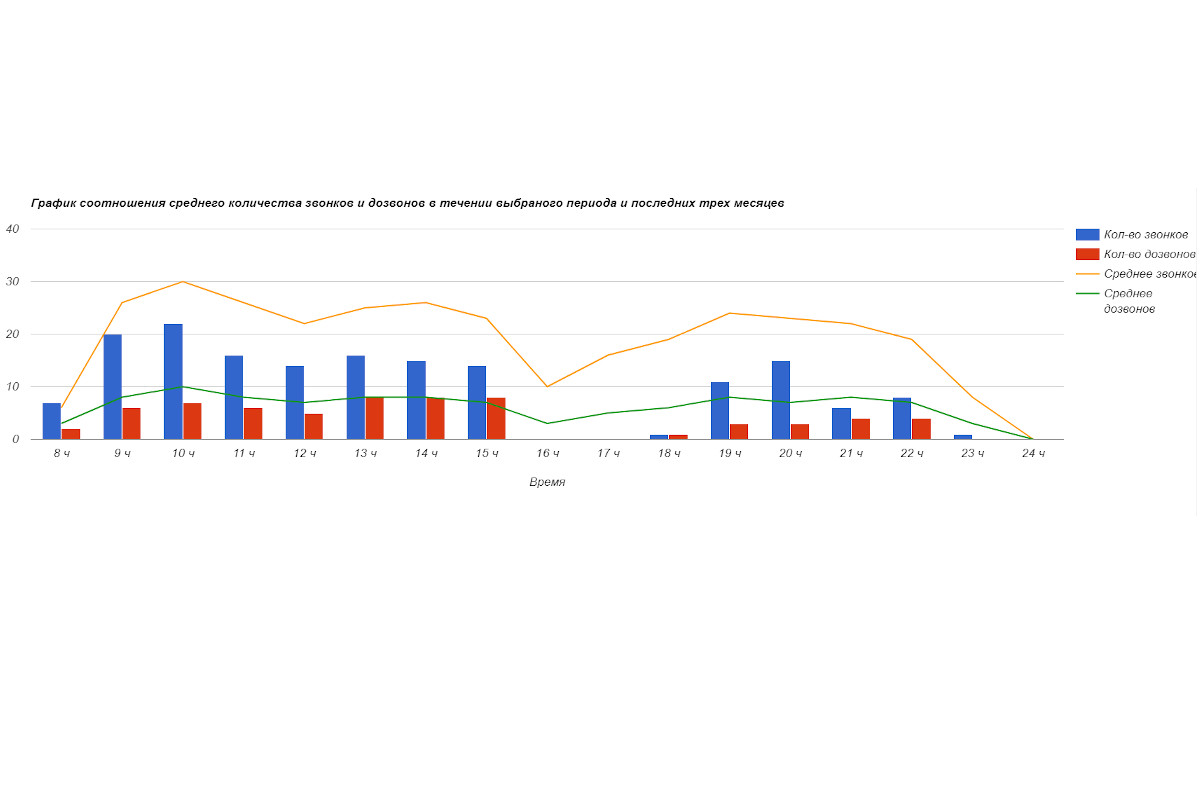 График соотношения среднего количества звонков и дозвонов в течении выбраного периода и последних трех месяцев
40
30
20
10
0
8 ч
9 ч
10 ч
11 ч
12 ч
13 ч
14 ч
15 ч
16 ч
17 ч
18 ч
19 ч
20 ч
21 ч
22 ч
23 ч
24 ч
Время
Кол-во звонков
Кол-во дозвонов
Среднее звонков
Среднее
дозвонов